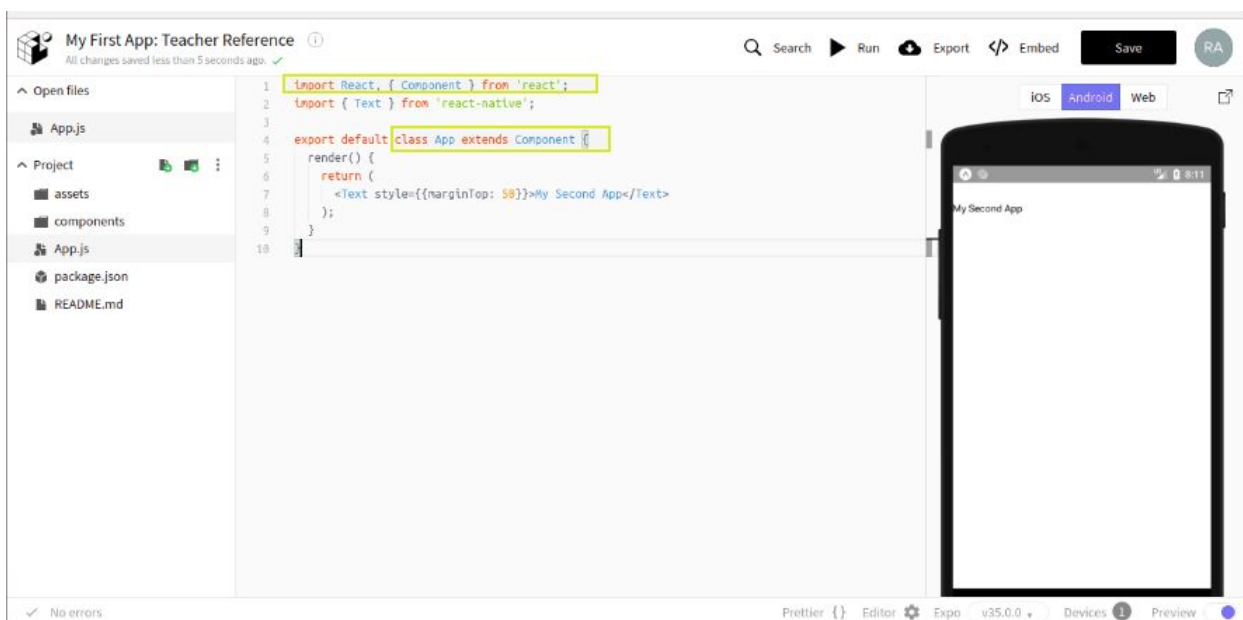 My First App: Teacher Reference
All changes saved less than 5 seconds ago.
Search Run Export Embed Save RA
Open files
App.js
Project
assets
components
App.js
package.json
README.md
1 import React, { Component } from 'react';
2 import { Text } from 'react-native';
3
4 export default class App extends Component {
5 render() {
6 return (
7 <Text style={{marginTop: 50}}>My Second App</Text>
8 );
9 }
10 }
iOS Android Web
8:11
My Second App
No errors
Prettier {} Editor Expo v35.0.0 Devices 1 Preview